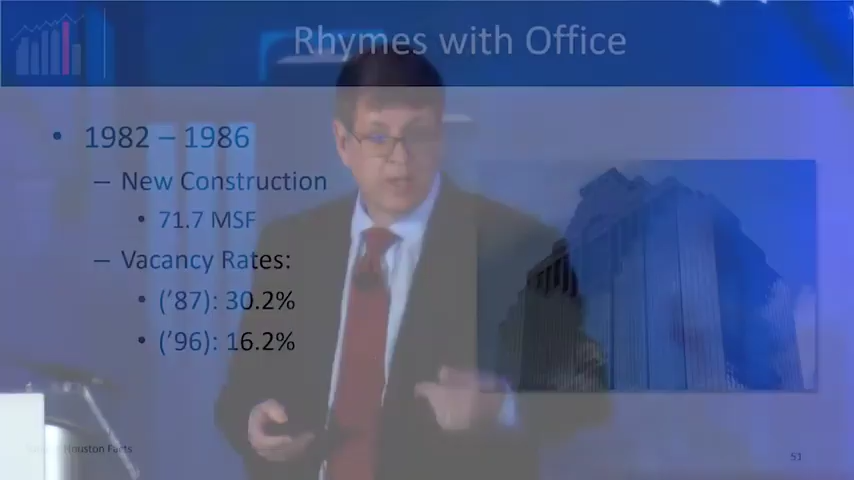 Rhymes with Office
• 1982 – 1986
– New Construction
• 71.7 MSF
– Vacancy Rates:
• ('87): 30.2%
• ('96): 16.2%
Houston Facts
51